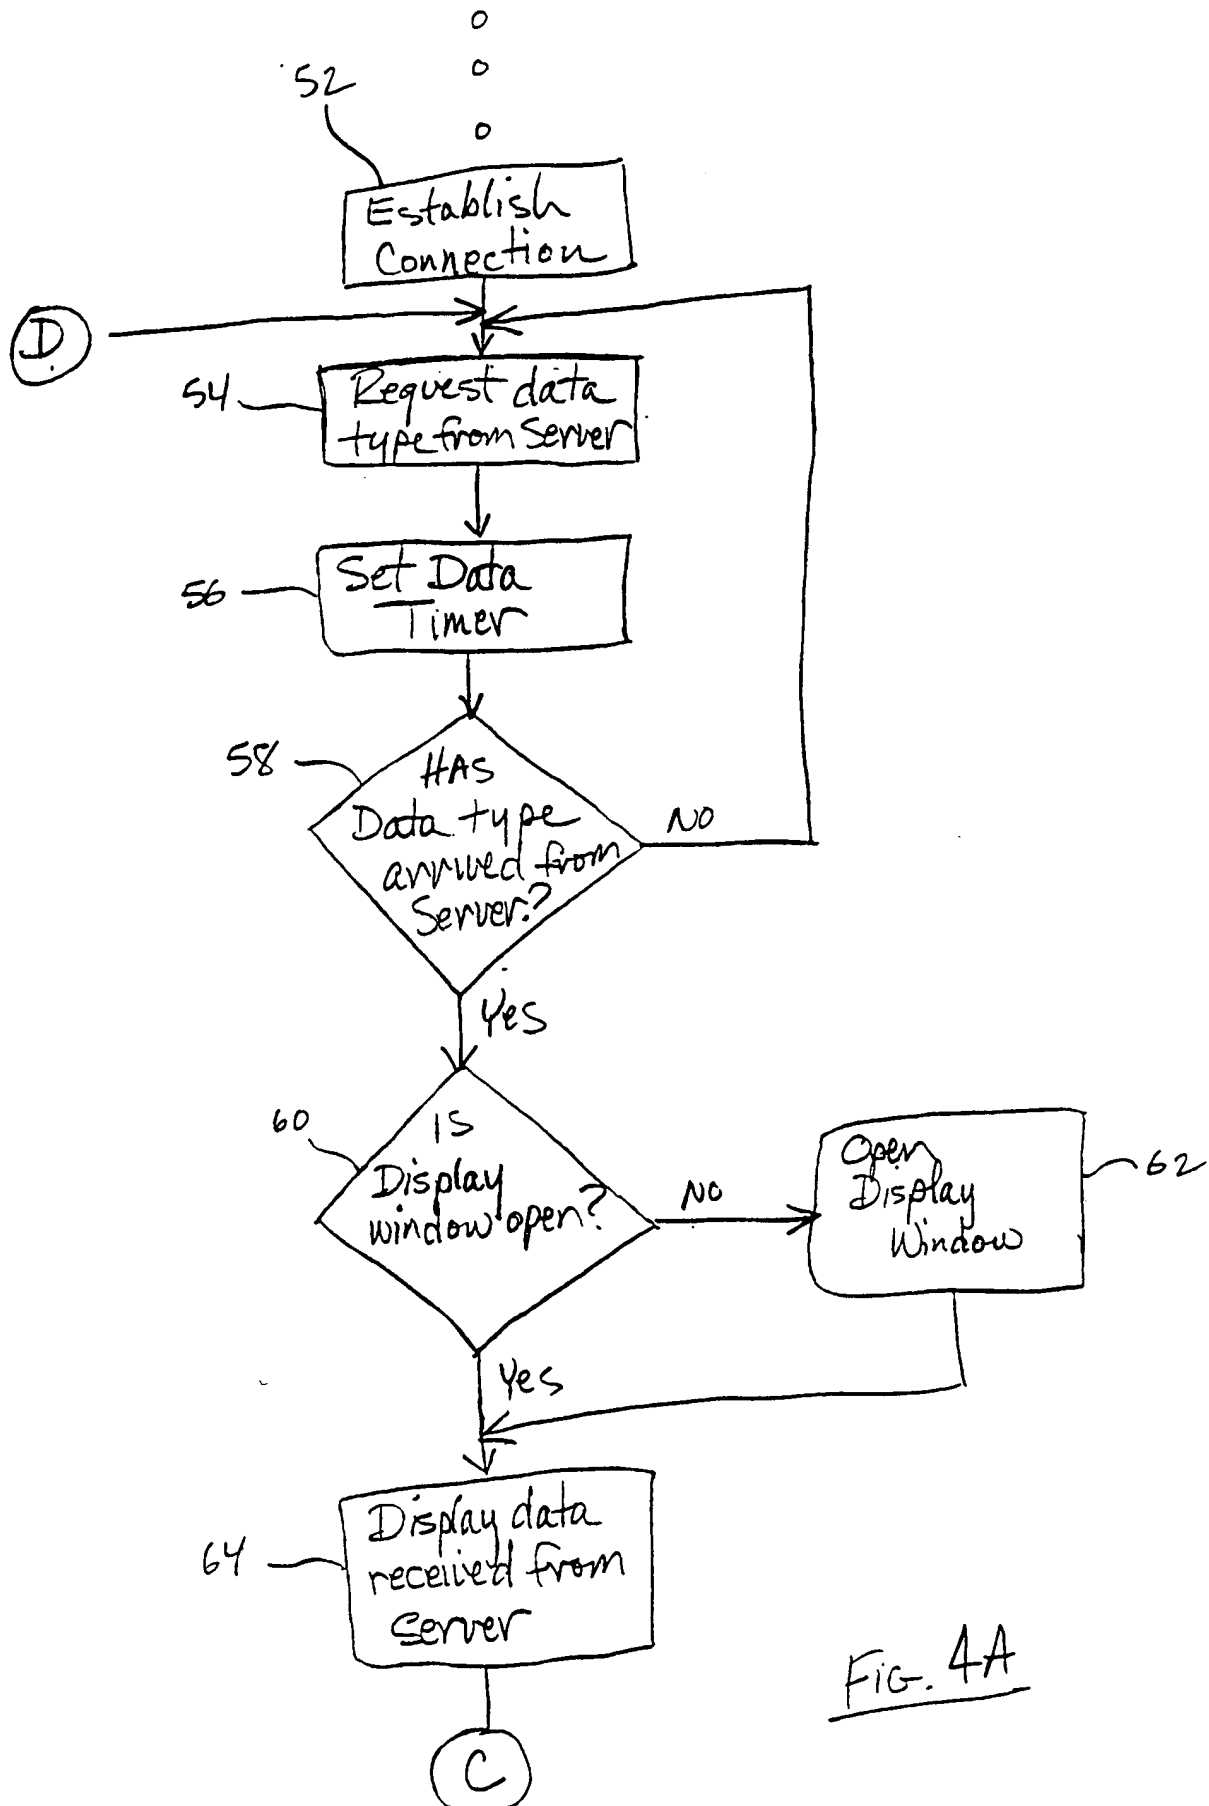 52
Establish
Connection
D
54
Request data
type from Server
56
Set Data
Timer
58
HAS
Data type
arrived from
Server?
NO
Yes
60
IS
Display
window open?
NO
Open
Display
Window
62
Yes
64
Display data
received from
Server
FIG. 4A
C